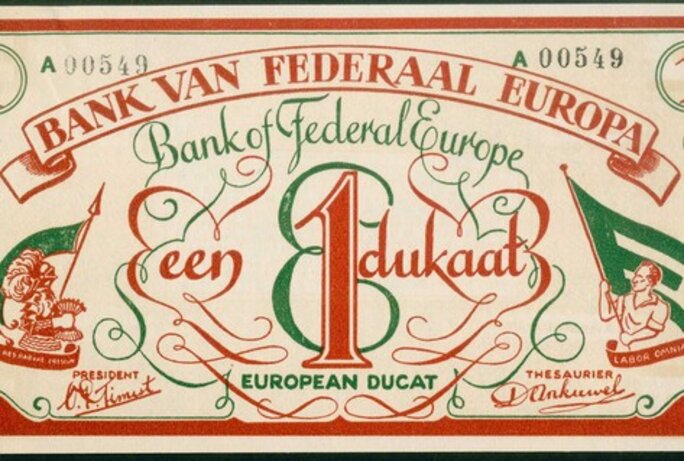 A 00549
A 00549
BANK VAN FEDERAAL EUROPA
Bank of Federal Europe
een 1 dukaat
EUROPEAN DUCAT
PRESIDENT
THESAURIER
LABOR OMNIA